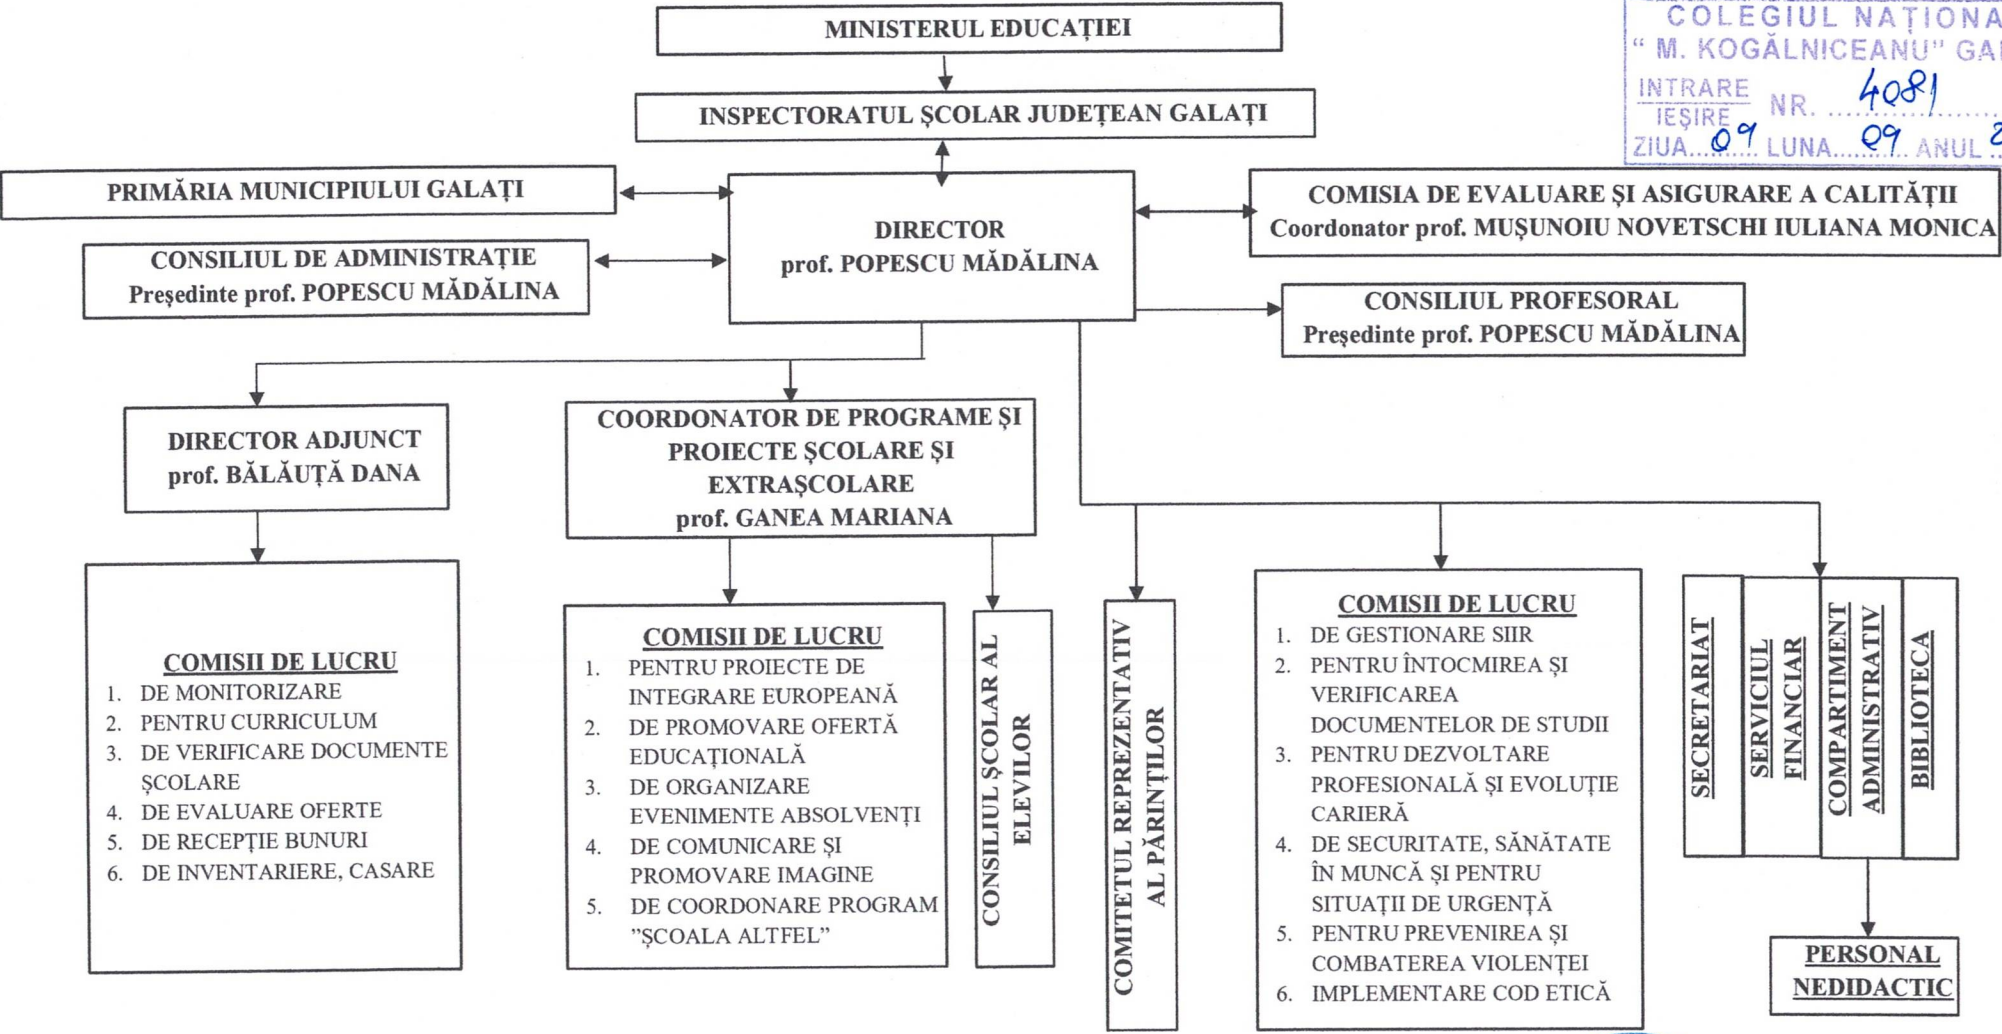 MINISTERUL EDUCAȚIEI
COLEGIUL NAȚIONA
“ M. KOGĂLNICEANU” GA
INTRARE
IEȘIRE
NR. 4081
ZIUA 09 LUNA 09 ANUL
INSPECTORATUL ȘCOLAR JUDEȚEAN GALAȚI
PRIMĂRIA MUNICIPIULUI GALAȚI
DIRECTOR
prof. POPESCU MĂDĂLINA
COMISIA DE EVALUARE ȘI ASIGURARE A CALITĂȚII
Coordonator prof. MUȘUNOIU NOVETSCHI IULIANA MONICA
CONSILIUL DE ADMINISTRAȚIE
Președinte prof. POPESCU MĂDĂLINA
CONSILIUL PROFESORAL
Președinte prof. POPESCU MĂDĂLINA
DIRECTOR ADJUNCT
prof. BĂLĂUȚĂ DANA
COORDONATOR DE PROGRAME ȘI
PROIECTE ȘCOLARE ȘI
EXTRAȘCOLARE
prof. GANEA MARIANA
COMISII DE LUCRU
1. DE MONITORIZARE
2. PENTRU CURRICULUM
3. DE VERIFICARE DOCUMENTE
ȘCOLARE
4. DE EVALUARE OFERTE
5. DE RECEPȚIE BUNURI
6. DE INVENTARIERE, CASARE
COMISII DE LUCRU
1. PENTRU PROIECTE DE
INTEGRARE EUROPEANĂ
2. DE PROMOVARE OFERTĂ
EDUCAȚIONALĂ
3. DE ORGANIZARE
EVENIMENTE ABSOLVENȚI
4. DE COMUNICARE ȘI
PROMOVARE IMAGINE
5. DE COORDONARE PROGRAM
”ȘCOALA ALTFEL”
CONSILIUL ȘCOLAR AL
ELEVILOR
COMITETUL REPREZENTATIV
AL PĂRINȚILOR
COMISII DE LUCRU
1. DE GESTIONARE SIIR
2. PENTRU ÎNTOCMIREA ȘI
VERIFICAREA
DOCUMENTELOR DE STUDII
3. PENTRU DEZVOLTARE
PROFESIONALĂ ȘI EVOLUȚIE
CARIERĂ
4. DE SECURITATE, SĂNĂTATE
ÎN MUNCĂ ȘI PENTRU
SITUAȚII DE URGENȚĂ
5. PENTRU PREVENIREA ȘI
COMBATEREA VIOLENȚEI
6. IMPLEMENTARE COD ETICĂ
SECRETARIAT
SERVICIUL
FINANCIAR
COMPARTIMENT
ADMINISTRATIV
BIBLIOTECA
PERSONAL
NEDIDACTIC